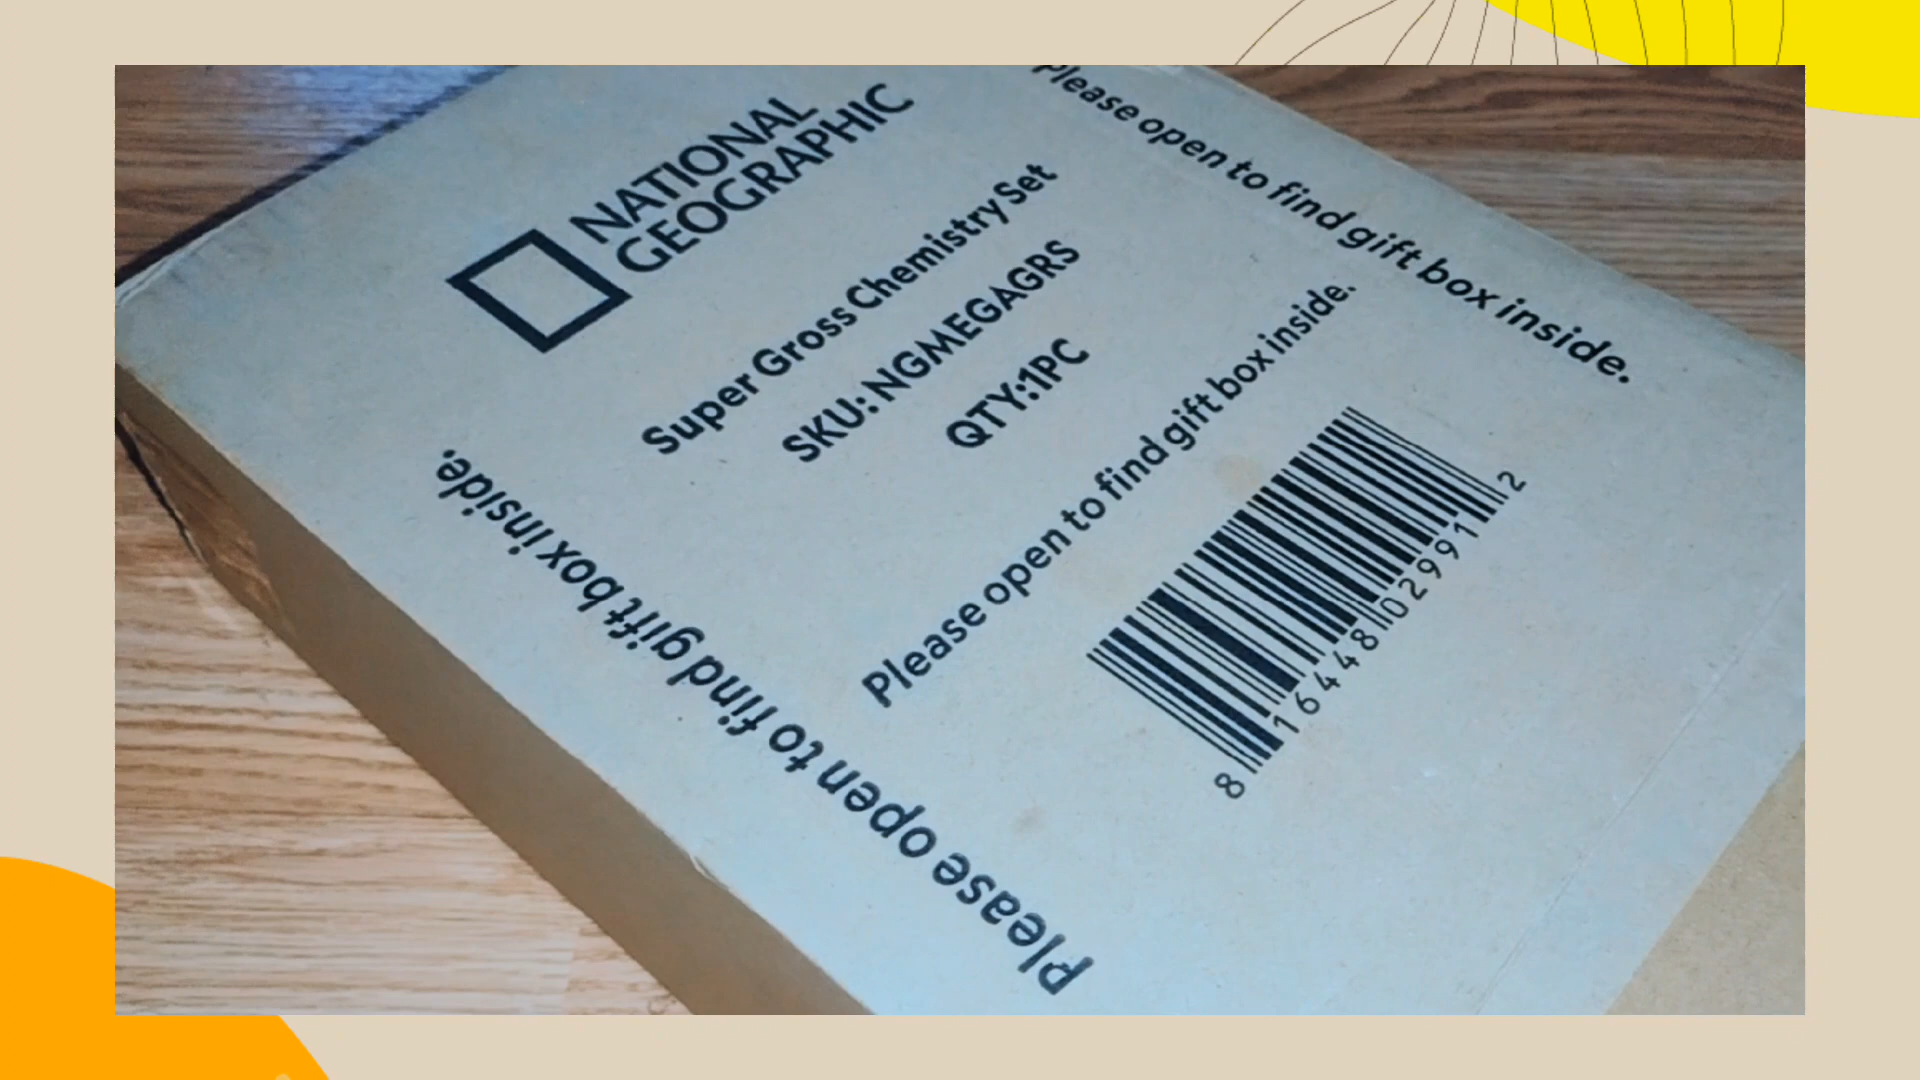 NATIONAL
GEOGRAPHIC
Super Gross Chemistry Set
SKU: NGMEGAGRS
QTY:1PC
Please open to find gift box inside.
Please open to find gift box inside.
Please open to find gift box inside.
8 16448 02991 2